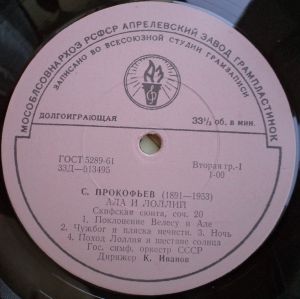 МОСОБЛСОВНАРХОЗ РСФСР АПРЕЛЕВСКИЙ ЗАВОД ГРАМПЛАСТИНОК
ЗАПИСАНО ВО ВСЕСОЮЗНОЙ СТУДИИ ГРАМЗАПИСИ
ДОЛГОИГРАЮЩАЯ
33⅓ об. в мин.
ГОСТ 5289-61
Вторая гр.-1
33Д—013495
1-00
С. ПРОКОФЬЕВ (1891—1953)
АЛА И ЛОЛЛИЙ
Скифская сюита, соч. 20
1. Поклонение Велесу и Але
2. Чужбог и пляска нечисти. 3. Ночь
4. Поход Лоллия и шествие солнца
Гос. симф. оркестр СССР
Дирижер К. Иванов